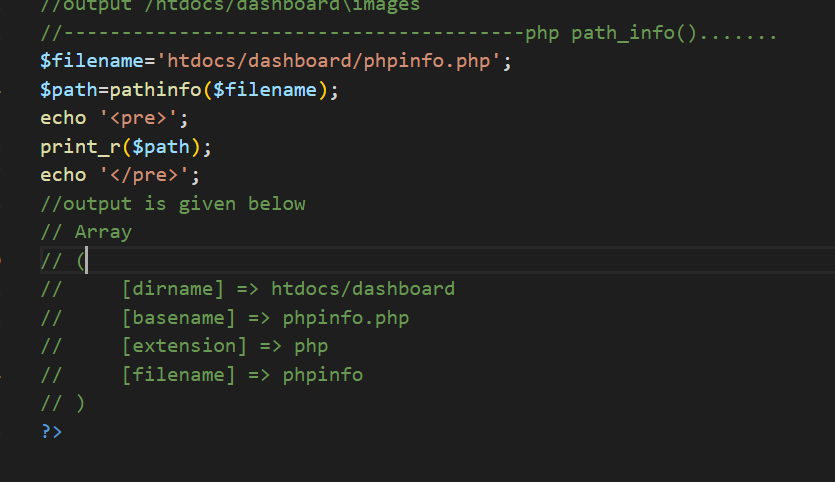 //output /htdocs/dashboard\images
//----------------------------------------php path_info().......
$filename='htdocs/dashboard/phpinfo.php';
$path=pathinfo($filename);
echo '<pre>';
print_r($path);
echo '</pre>';
//output is given below
// Array
// (
//     [dirname] => htdocs/dashboard
//     [basename] => phpinfo.php
//     [extension] => php
//     [filename] => phpinfo
// )
?>